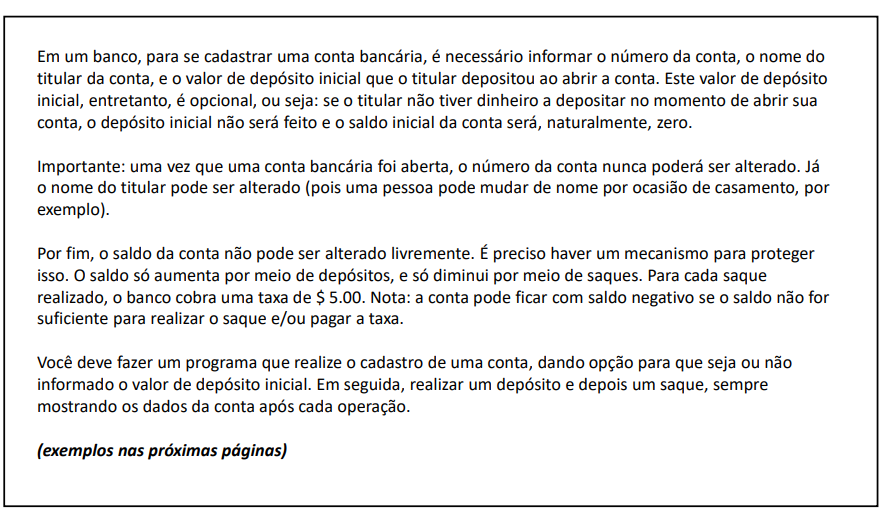 Em um banco, para se cadastrar uma conta bancária, é necessário informar o número da conta, o nome do
titular da conta, e o valor de depósito inicial que o titular depositou ao abrir a conta. Este valor de depósito
inicial, entretanto, é opcional, ou seja: se o titular não tiver dinheiro a depositar no momento de abrir sua
conta, o depósito inicial não será feito e o saldo inicial da conta será, naturalmente, zero.
Importante: uma vez que uma conta bancária foi aberta, o número da conta nunca poderá ser alterado. Já
o nome do titular pode ser alterado (pois uma pessoa pode mudar de nome por ocasião de casamento, por
exemplo).
Por fim, o saldo da conta não pode ser alterado livremente. É preciso haver um mecanismo para proteger
isso. O saldo só aumenta por meio de depósitos, e só diminui por meio de saques. Para cada saque
realizado, o banco cobra uma taxa de $ 5.00. Nota: a conta pode ficar com saldo negativo se o saldo não for
suficiente para realizar o saque e/ou pagar a taxa.
Você deve fazer um programa que realize o cadastro de uma conta, dando opção para que seja ou não
informado o valor de depósito inicial. Em seguida, realizar um depósito e depois um saque, sempre
mostrando os dados da conta após cada operação.
(exemplos nas próximas páginas)